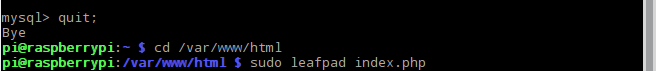 mysql> quit;
Bye
pi@raspberrypi:~ $ cd /var/www/html
pi@raspberrypi:/var/www/html $ sudo leafpad index.php